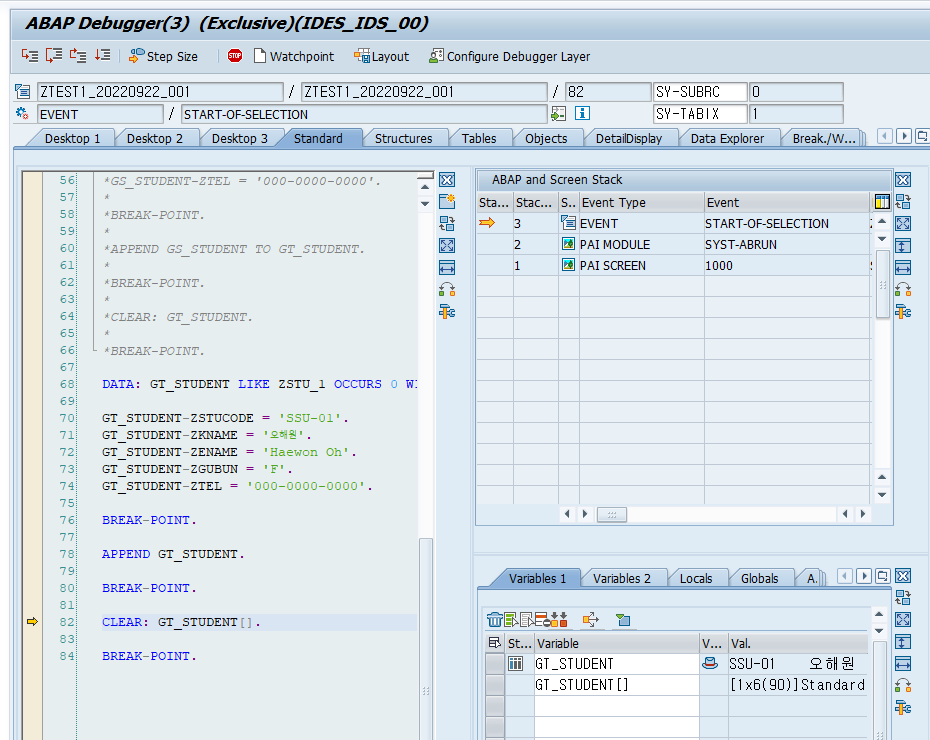 ABAP Debugger(3) (Exclusive)(IDES_IDS_00)
Step Size STOP Watchpoint Layout Configure Debugger Layer
ZTEST1_20220922_001 / ZTEST1_20220922_001 / 82 SY-SUBRC 0
EVENT / START-OF-SELECTION SY-TABIX 1
Desktop 1 Desktop 2 Desktop 3 Standard Structures Tables Objects DetailDisplay Data Explorer Break./W...
56 *GS_STUDENT-ZTEL = '000-0000-0000'.
57 *
58 *BREAK-POINT.
59 *
60 *APPEND GS_STUDENT TO GT_STUDENT.
61 *
62 *BREAK-POINT.
63 *
64 *CLEAR: GT_STUDENT.
65 *
66 *BREAK-POINT.
67
68 DATA: GT_STUDENT LIKE ZSTU_1 OCCURS 0 WI
69
70 GT_STUDENT-ZSTUCODE = 'SSU-01'.
71 GT_STUDENT-ZKNAME = '오해원'.
72 GT_STUDENT-ZENAME = 'Haewon Oh'.
73 GT_STUDENT-ZGUBUN = 'F'.
74 GT_STUDENT-ZTEL = '000-0000-0000'.
75
76 BREAK-POINT.
77
78 APPEND GT_STUDENT.
79
80 BREAK-POINT.
81
82 CLEAR: GT_STUDENT[].
83
84 BREAK-POINT.
ABAP and Screen Stack
Sta... Stac... S.. Event Type Event
3 EVENT START-OF-SELECTION
2 PAI MODULE SYST-ABRUN
1 PAI SCREEN 1000
Variables 1 Variables 2 Locals Globals A.
St... Variable V... Val.
GT_STUDENT SSU-01 오해원
GT_STUDENT[] [1x6(90)]Standard